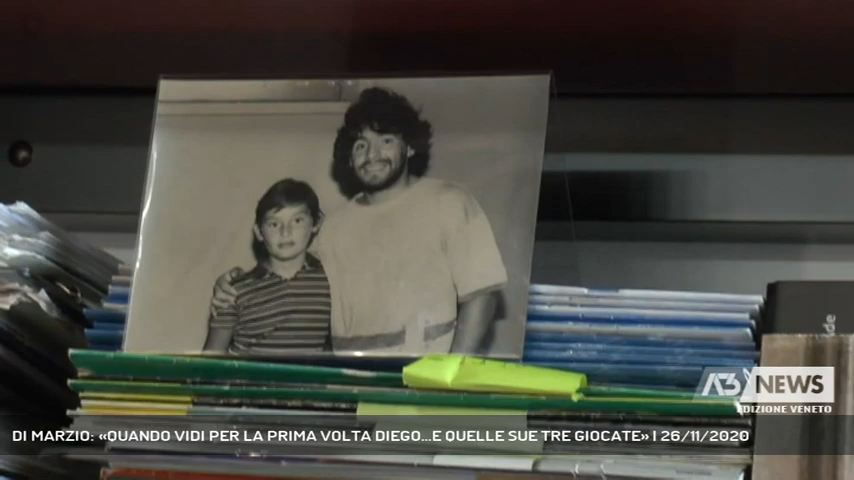 de
A3 NEWS
EDIZIONE VENETO
DI MARZIO: «QUANDO VIDI PER LA PRIMA VOLTA DIEGO...E QUELLE SUE TRE GIOCATE» | 26/11/2020